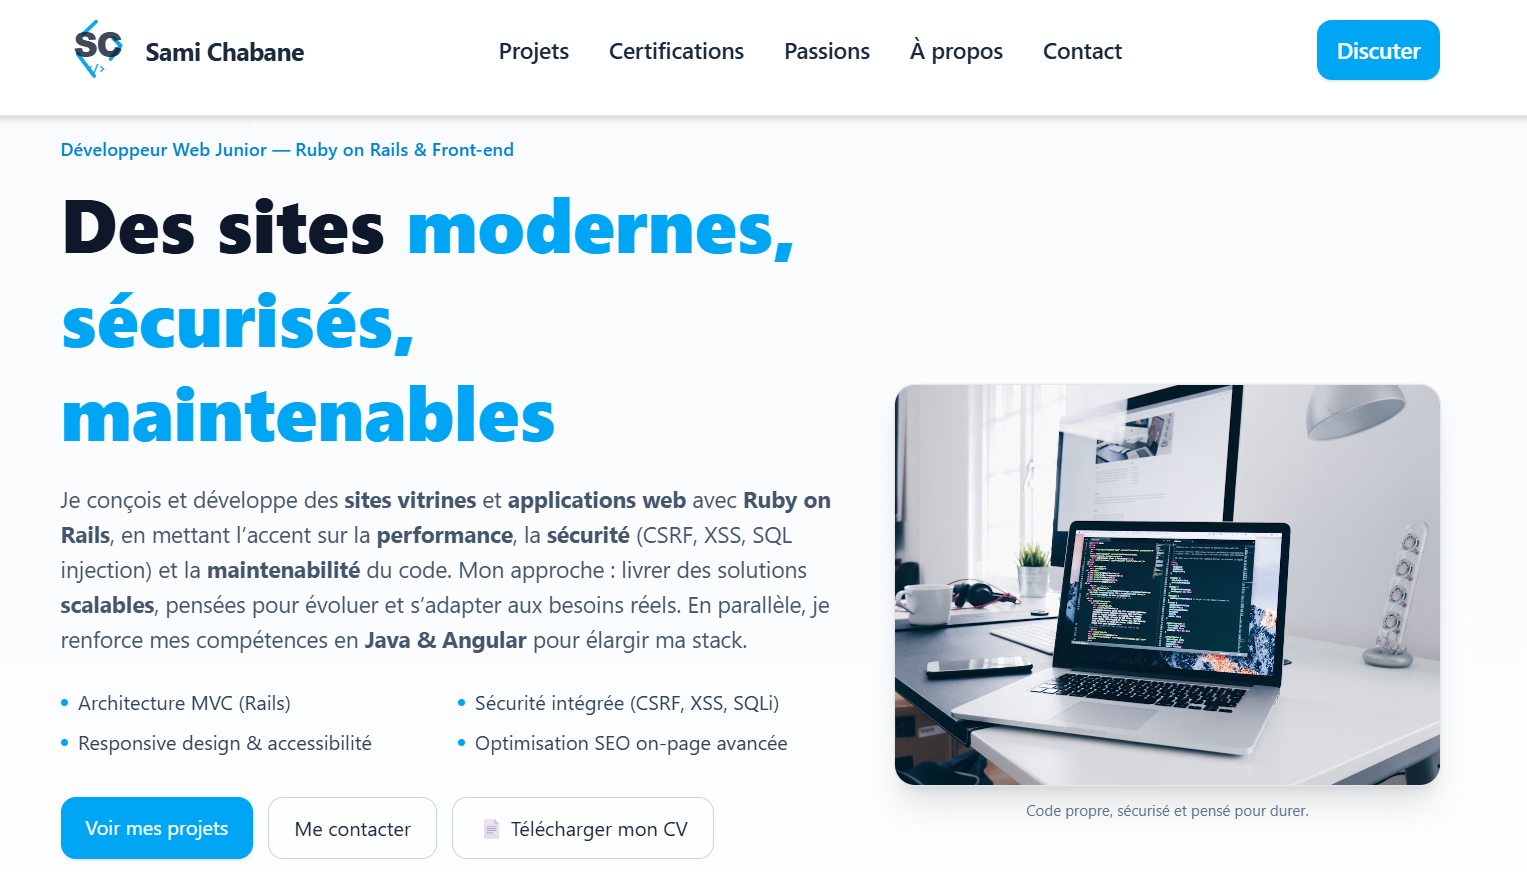 SC
</>
Sami Chabane
Projets
Certifications
Passions
À propos
Contact
Discuter
Développeur Web Junior — Ruby on Rails & Front-end
Des sites modernes,
sécurisés,
maintenables
Je conçois et développe des sites vitrines et applications web avec Ruby on
Rails, en mettant l’accent sur la performance, la sécurité (CSRF, XSS, SQL
injection) et la maintenabilité du code. Mon approche : livrer des solutions
scalables, pensées pour évoluer et s’adapter aux besoins réels. En parallèle, je
renforce mes compétences en Java & Angular pour élargir ma stack.
Architecture MVC (Rails)
Sécurité intégrée (CSRF, XSS, SQLi)
Responsive design & accessibilité
Optimisation SEO on-page avancée
Voir mes projets
Me contacter
Télécharger mon CV
Code propre, sécurisé et pensé pour durer.